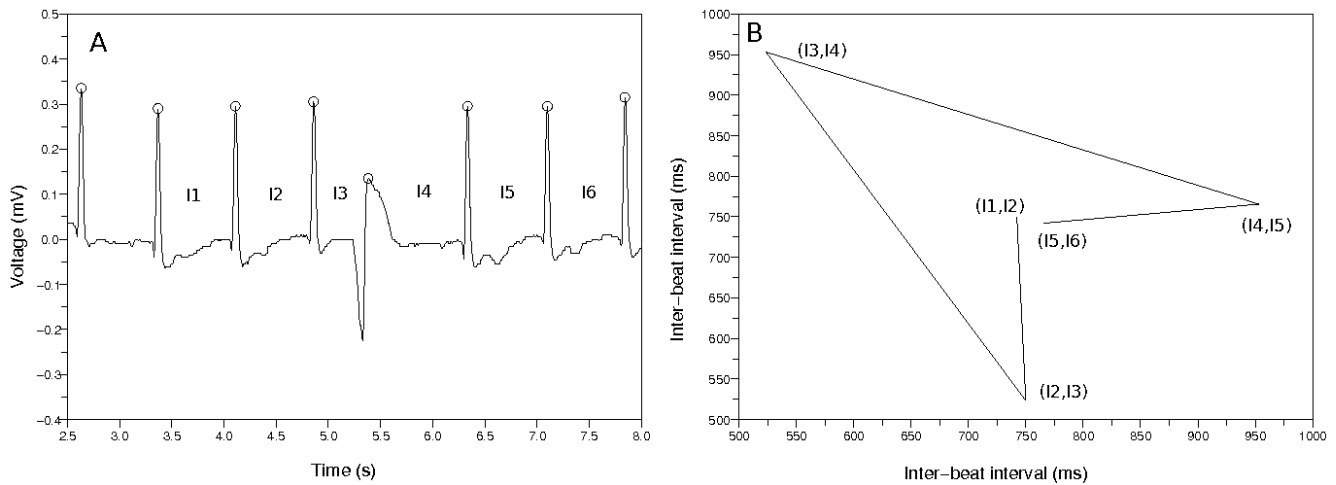 A
0.5
0.4
0.3
0.2
0.1
0.0
−0.1
−0.2
−0.3
−0.4
Voltage (mV)
I1 I2 I3 I4 I5 I6
2.5 3.0 3.5 4.0 4.5 5.0 5.5 6.0 6.5 7.0 7.5 8.0
Time (s)
B
1000
950
900
850
800
750
700
650
600
550
500
Inter−beat interval (ms)
(I3,I4)
(I1,I2)
(I4,I5)
(I5,I6)
(I2,I3)
500 550 600 650 700 750 800 850 900 950 1000
Inter−beat interval (ms)